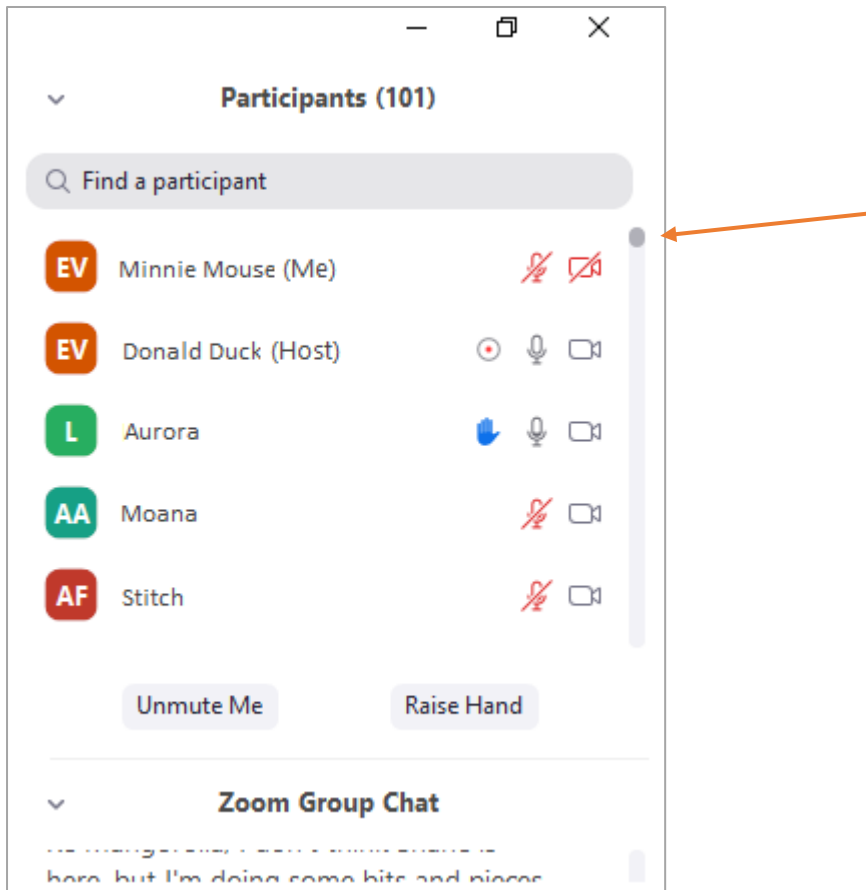 Participants (101)
Find a participant
EV Minnie Mouse (Me)
EV Donald Duck (Host)
L Aurora
AA Moana
AF Stitch
Unmute Me Raise Hand
Zoom Group Chat
here, but I'm doing some bits and pieces